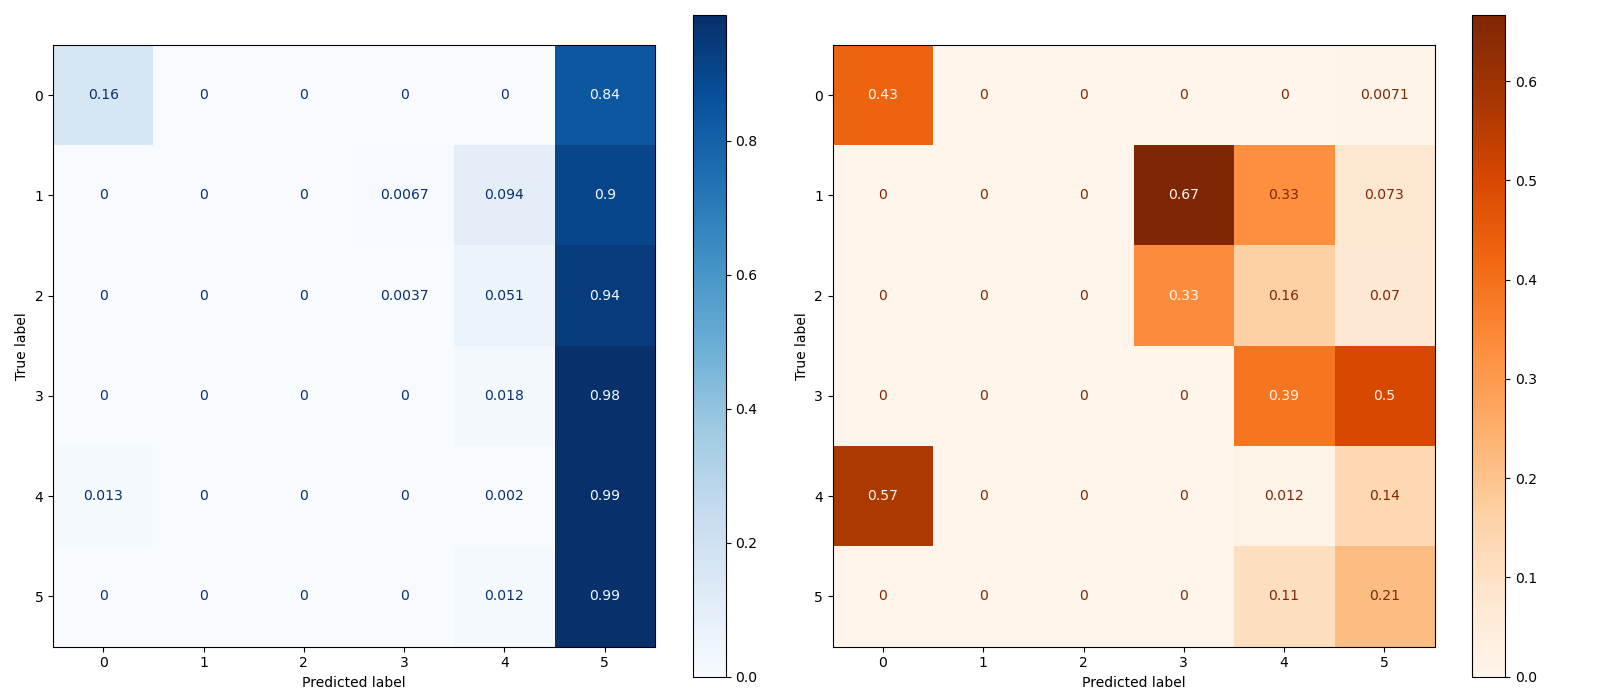 0 0.16 0 0 0 0 0.84
1 0 0 0 0.0067 0.094 0.9
2 0 0 0 0.0037 0.051 0.94
3 0 0 0 0 0.018 0.98
4 0.013 0 0 0 0.002 0.99
5 0 0 0 0 0.012 0.99
0 1 2 3 4 5
Predicted label
True label
0.8
0.6
0.4
0.2
0.0
0 0.43 0 0 0 0 0.0071
1 0 0 0 0.67 0.33 0.073
2 0 0 0 0.33 0.16 0.07
3 0 0 0 0 0.39 0.5
4 0.57 0 0 0 0.012 0.14
5 0 0 0 0 0.11 0.21
0 1 2 3 4 5
Predicted label
True label
0.6
0.5
0.4
0.3
0.2
0.1
0.0